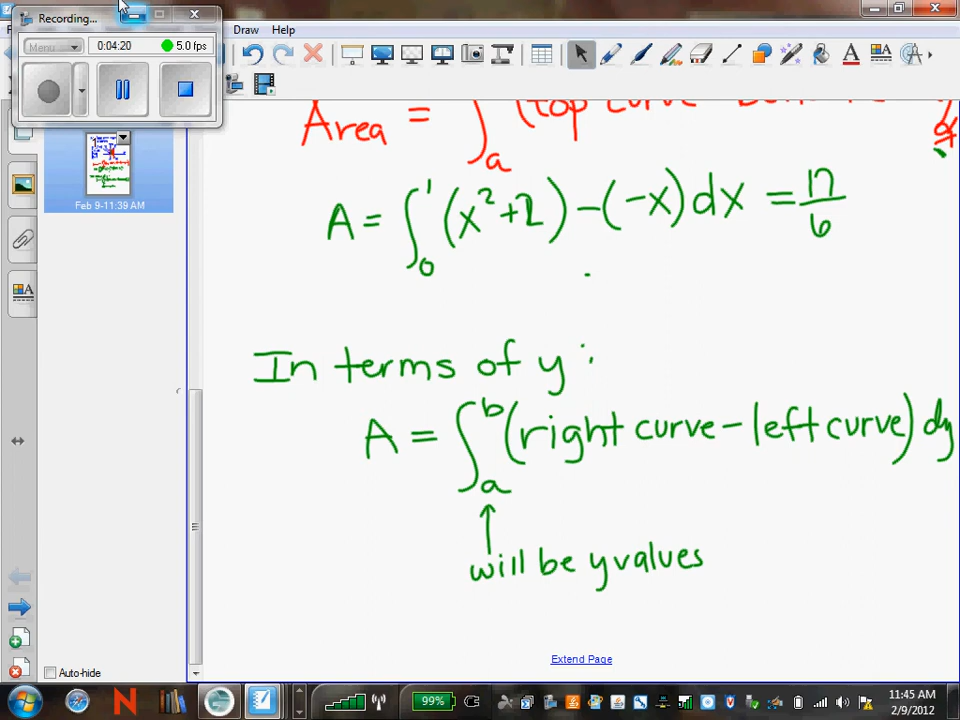 Recording...
0:04:20 5.0 fps
Menu
Draw Help
Area = ∫a (top curve
A = ∫₀¹ (x²+2) - (-x) dx = 17/6
Feb 9-11:39 AM
In terms of y:
A = ∫ₐᵇ (right curve - left curve) dy
will be y values
Extend Page
Auto-hide
99%
11:45 AM
2/9/2012